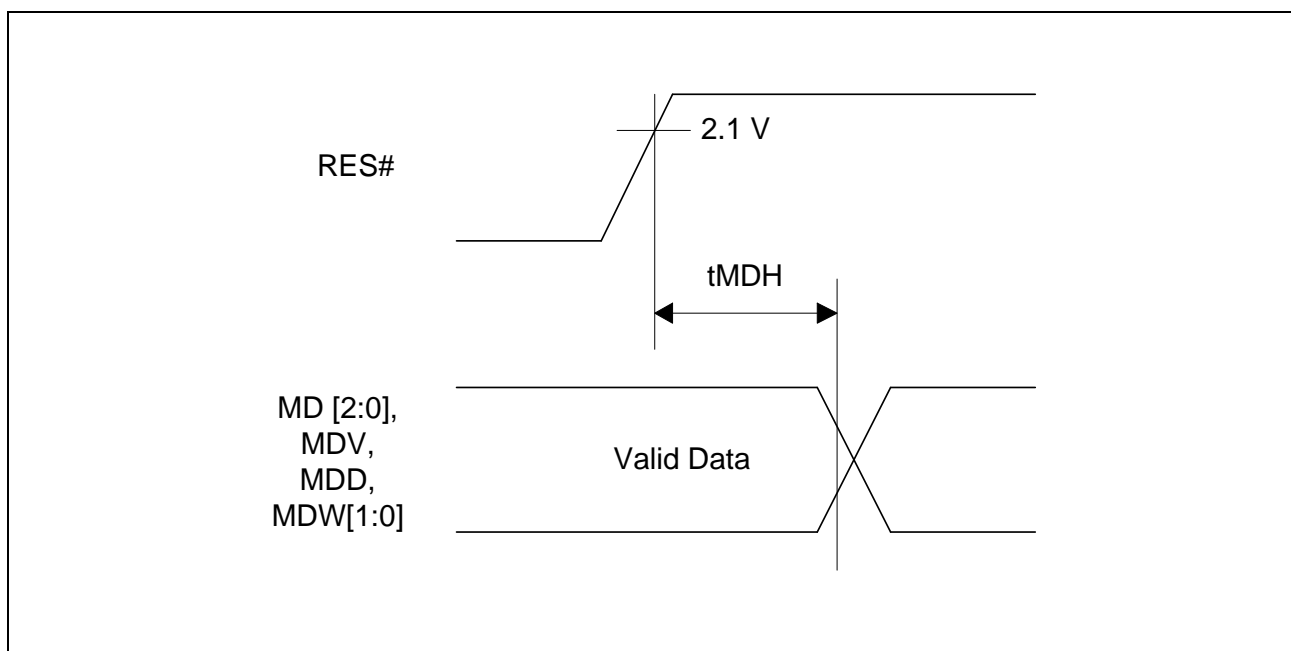 2.1 V
RES#
tMDH
MD [2:0],
MDV,
MDD,
MDW[1:0]
Valid Data